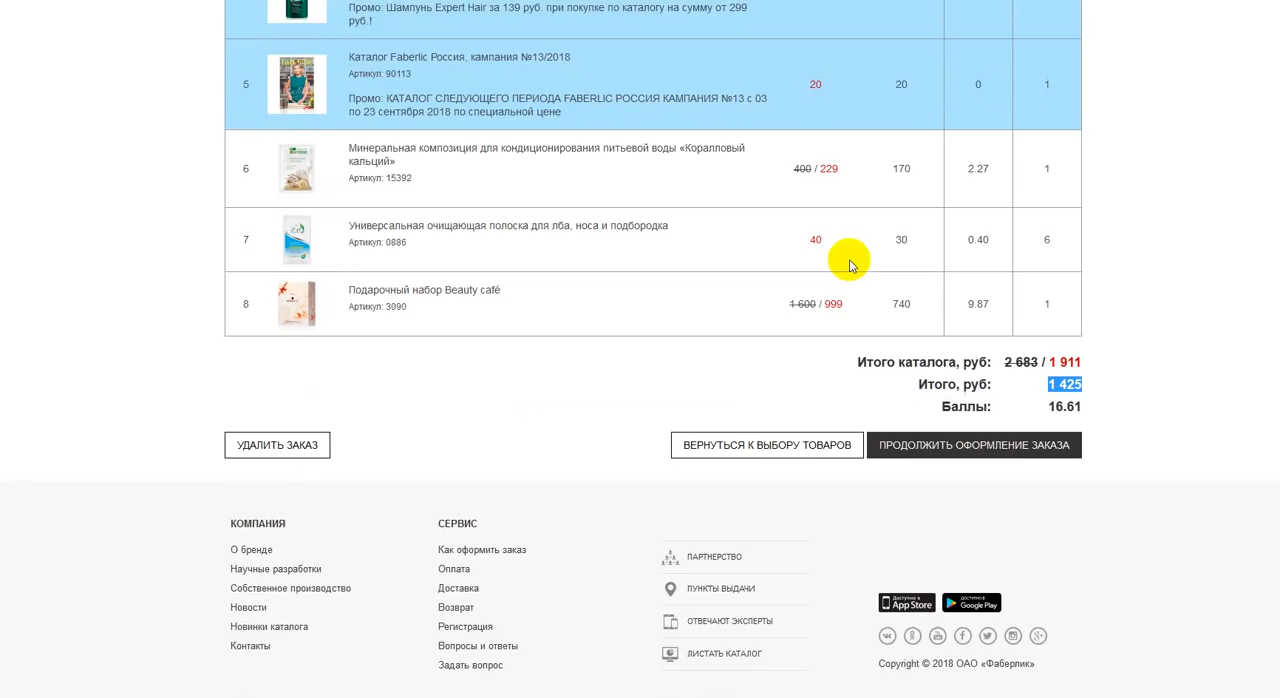 Промо: Шампунь Expert Hair за 139 руб. при покупке по каталогу на сумму от 299
руб.!
Каталог Faberlic Россия, кампания №13/2018
Артикул: 90113
5
20
20
0
1
Промо: КАТАЛОГ СЛЕДУЮЩЕГО ПЕРИОДА FABERLIC РОССИЯ КАМПАНИЯ №13 с 03
по 23 сентября 2018 по специальной цене
Минеральная композиция для кондиционирования питьевой воды «Коралловый
кальций»
Артикул: 15392
6
400 / 229
170
2.27
1
Универсальная очищающая полоска для лба, носа и подбородка
Артикул: 0886
7
40
30
0.40
6
Подарочный набор Beauty café
Артикул: 3090
8
1 600 / 999
740
9.87
1
Итого каталога, руб: 2 683 / 1 911
Итого, руб: 1 425
Баллы: 16.61
УДАЛИТЬ ЗАКАЗ
ВЕРНУТЬСЯ К ВЫБОРУ ТОВАРОВ
ПРОДОЛЖИТЬ ОФОРМЛЕНИЕ ЗАКАЗА
КОМПАНИЯ
О бренде
Научные разработки
Собственное производство
Новости
Новинки каталога
Контакты
СЕРВИС
Как оформить заказ
Оплата
Доставка
Возврат
Регистрация
Вопросы и ответы
Задать вопрос
ПАРТНЕРСТВО
ПУНКТЫ ВЫДАЧИ
ОТВЕЧАЮТ ЭКСПЕРТЫ
ЛИСТАТЬ КАТАЛОГ
Доступно в
App Store
ДОСТУПНО В
Google Play
Copyright © 2018 ОАО «Фаберлик»